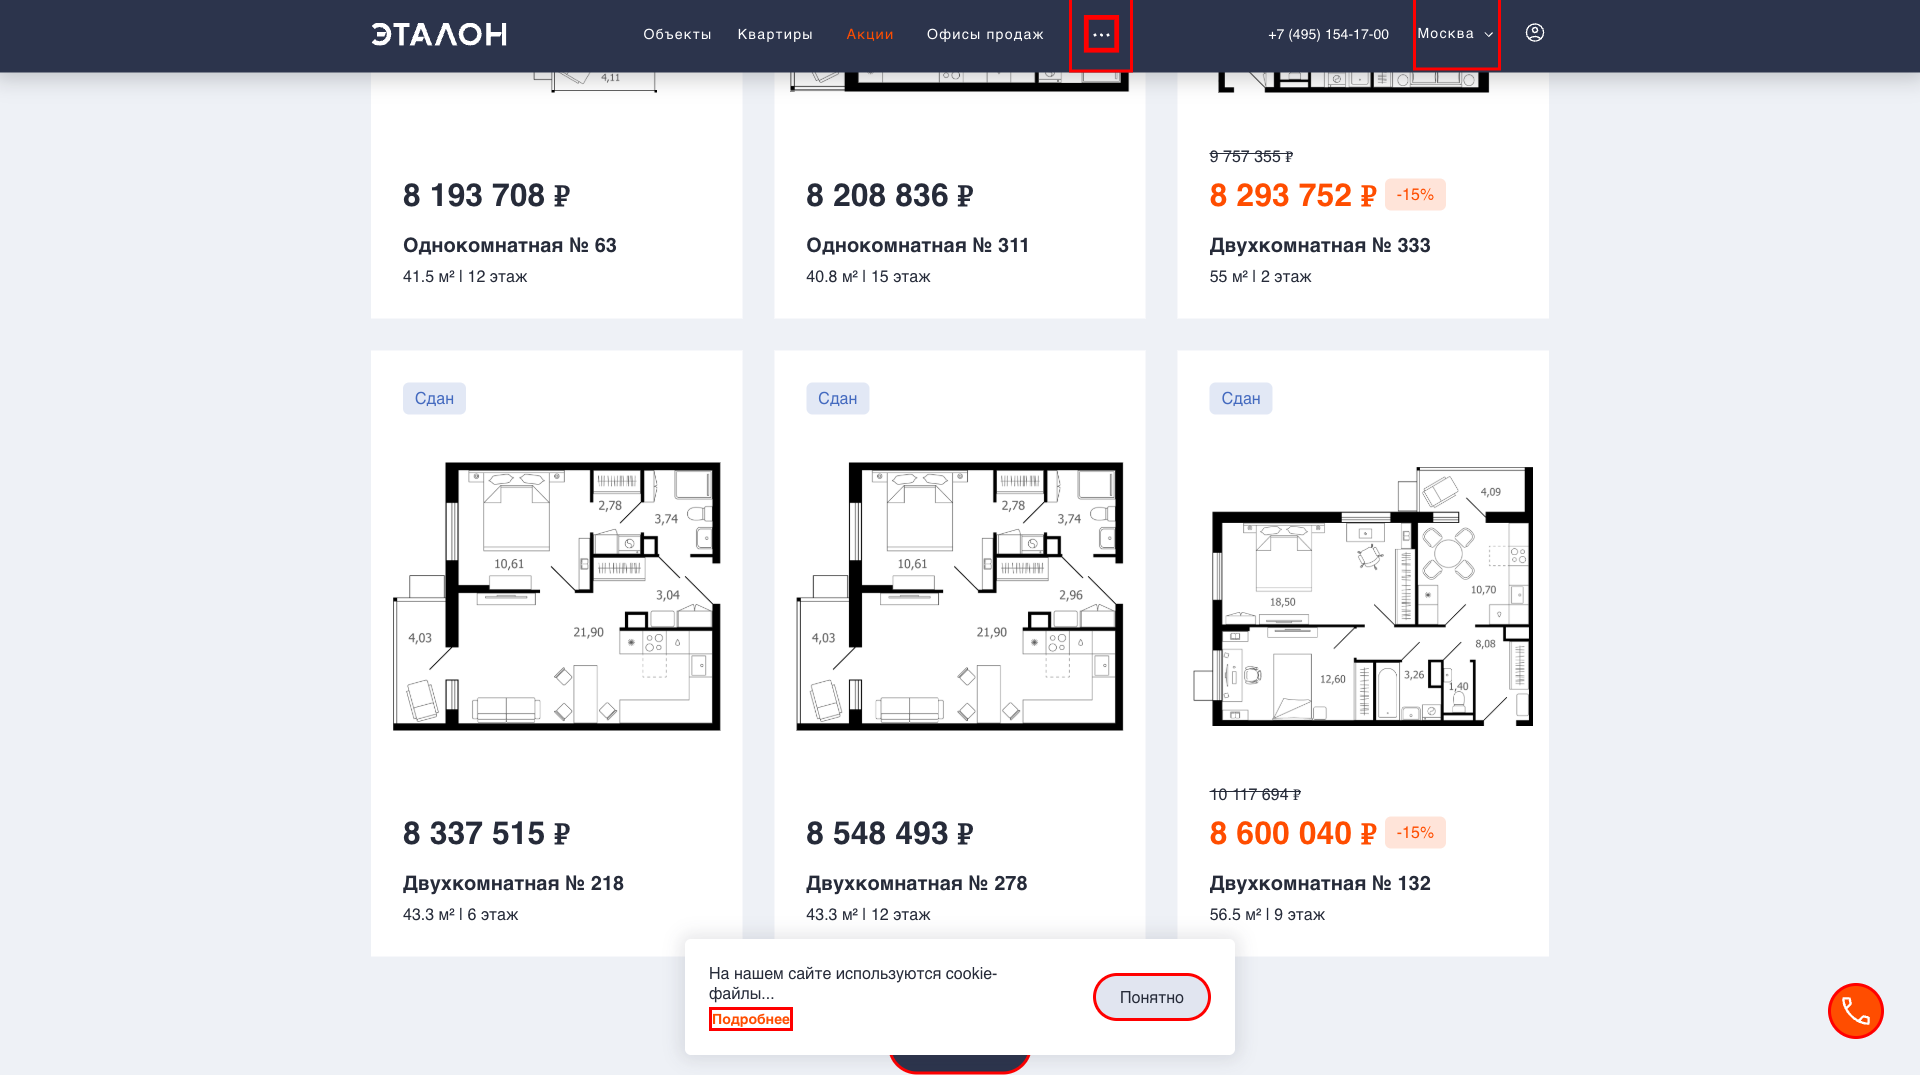 ЭТАЛОН
Объекты Квартиры Акции Офисы продаж ... +7 (495) 154-17-00 Москва
4,11
9 757 355 ₽
8 193 708 ₽
8 208 836 ₽
8 293 752 ₽ -15%
Однокомнатная № 63
Однокомнатная № 311
Двухкомнатная № 333
41.5 м² | 12 этаж
40.8 м² | 15 этаж
55 м² | 2 этаж
Сдан
Сдан
Сдан
2,78
3,74
10,61
3,04
21,90
4,03
2,78
3,74
10,61
2,96
21,90
4,03
4,09
18,50
10,70
8,08
12,60
3,26
1,40
10 117 694 ₽
8 337 515 ₽
8 548 493 ₽
8 600 040 ₽ -15%
Двухкомнатная № 218
Двухкомнатная № 278
Двухкомнатная № 132
43.3 м² | 6 этаж
43.3 м² | 12 этаж
56.5 м² | 9 этаж
На нашем сайте используются cookie-
файлы...
Подробнее
Понятно